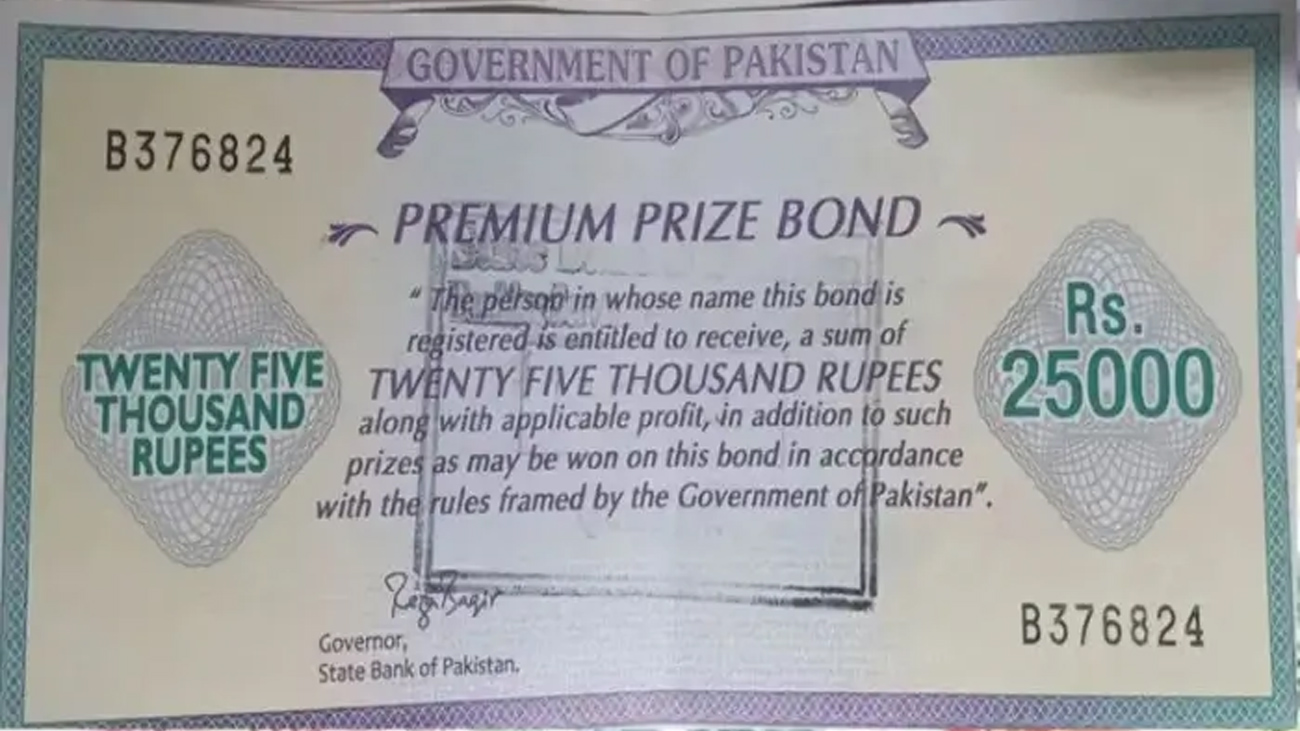 GOVERNMENT OF PAKISTAN
B376824
PREMIUM PRIZE BOND
" The person in whose name this bond is
registered is entitled to receive, a sum of
TWENTY FIVE THOUSAND RUPEES
along with applicable profit, in addition to such
prizes as may be won on this bond in accordance
with the rules framed by the Government of Pakistan".
TWENTY FIVE
THOUSAND
RUPEES
Rs.
25000
Governor,
State Bank of Pakistan.
B376824